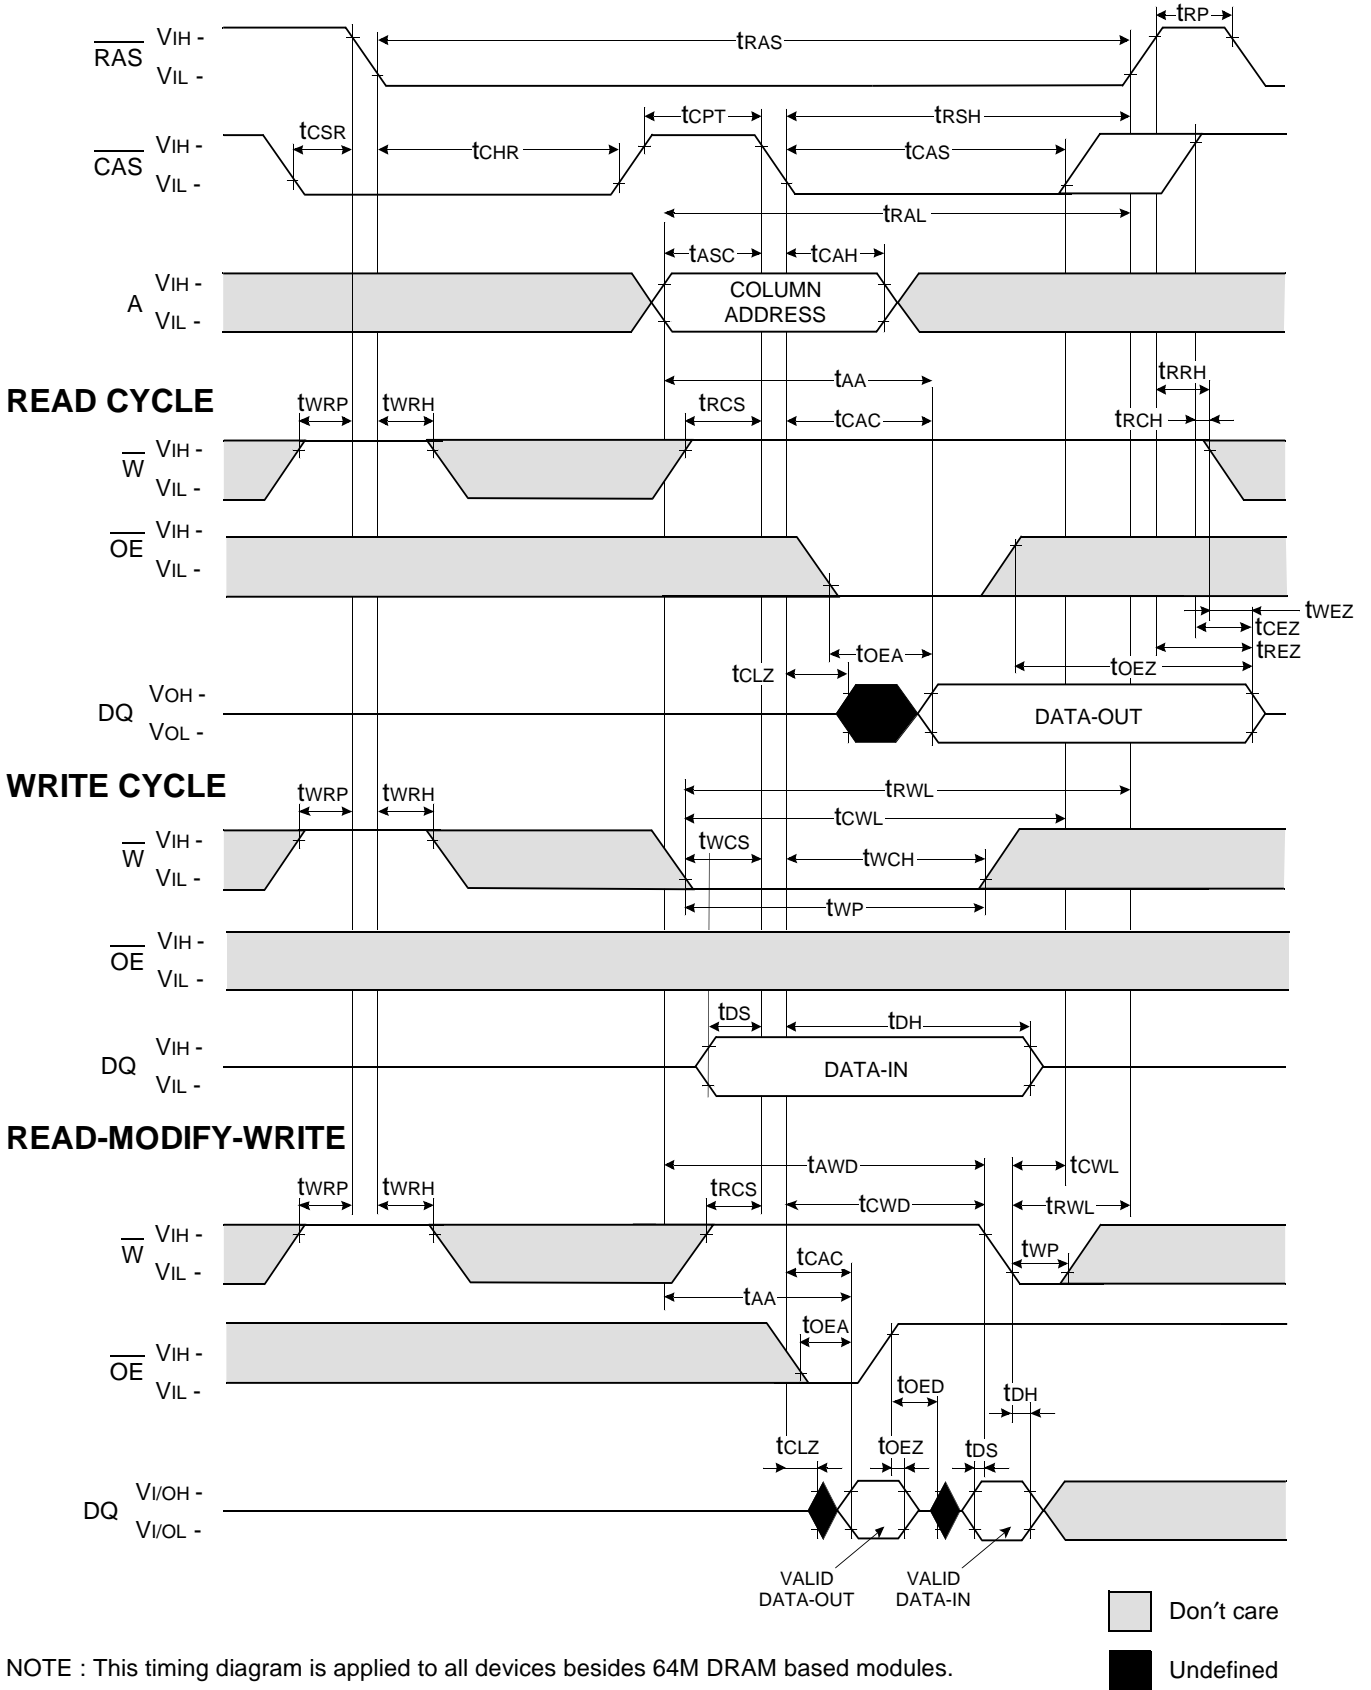 tRP
RAS VIH -
VIL -
tRAS
tCSR
tCPT
tRSH
CAS VIH -
VIL -
tCHR
tCAS
tRAL
tASC
tCAH
A VIH -
VIL -
COLUMN
ADDRESS
READ CYCLE
tAA
tRRH
tWRP
tWRH
tRCS
tCAC
tRCH
W VIH -
VIL -
OE VIH -
VIL -
tWEZ
tCEZ
tREZ
tOEA
tOEZ
tCLZ
DQ VOH -
VOL -
DATA-OUT
WRITE CYCLE
tWRP
tWRH
tRWL
tCWL
tWCS
tWCH
W VIH -
VIL -
tWP
OE VIH -
VIL -
tDS
tDH
DQ VIH -
VIL -
DATA-IN
READ-MODIFY-WRITE
tAWD
tCWL
tWRP
tWRH
tRCS
tCWD
tRWL
W VIH -
VIL -
tCAC
tWP
tAA
tOEA
OE VIH -
VIL -
tOED
tDH
tCLZ
tOEZ
tDS
DQ VI/OH -
VI/OL -
VALID
DATA-OUT
VALID
DATA-IN
Don′t care
NOTE : This timing diagram is applied to all devices besides 64M DRAM based modules.
Undefined